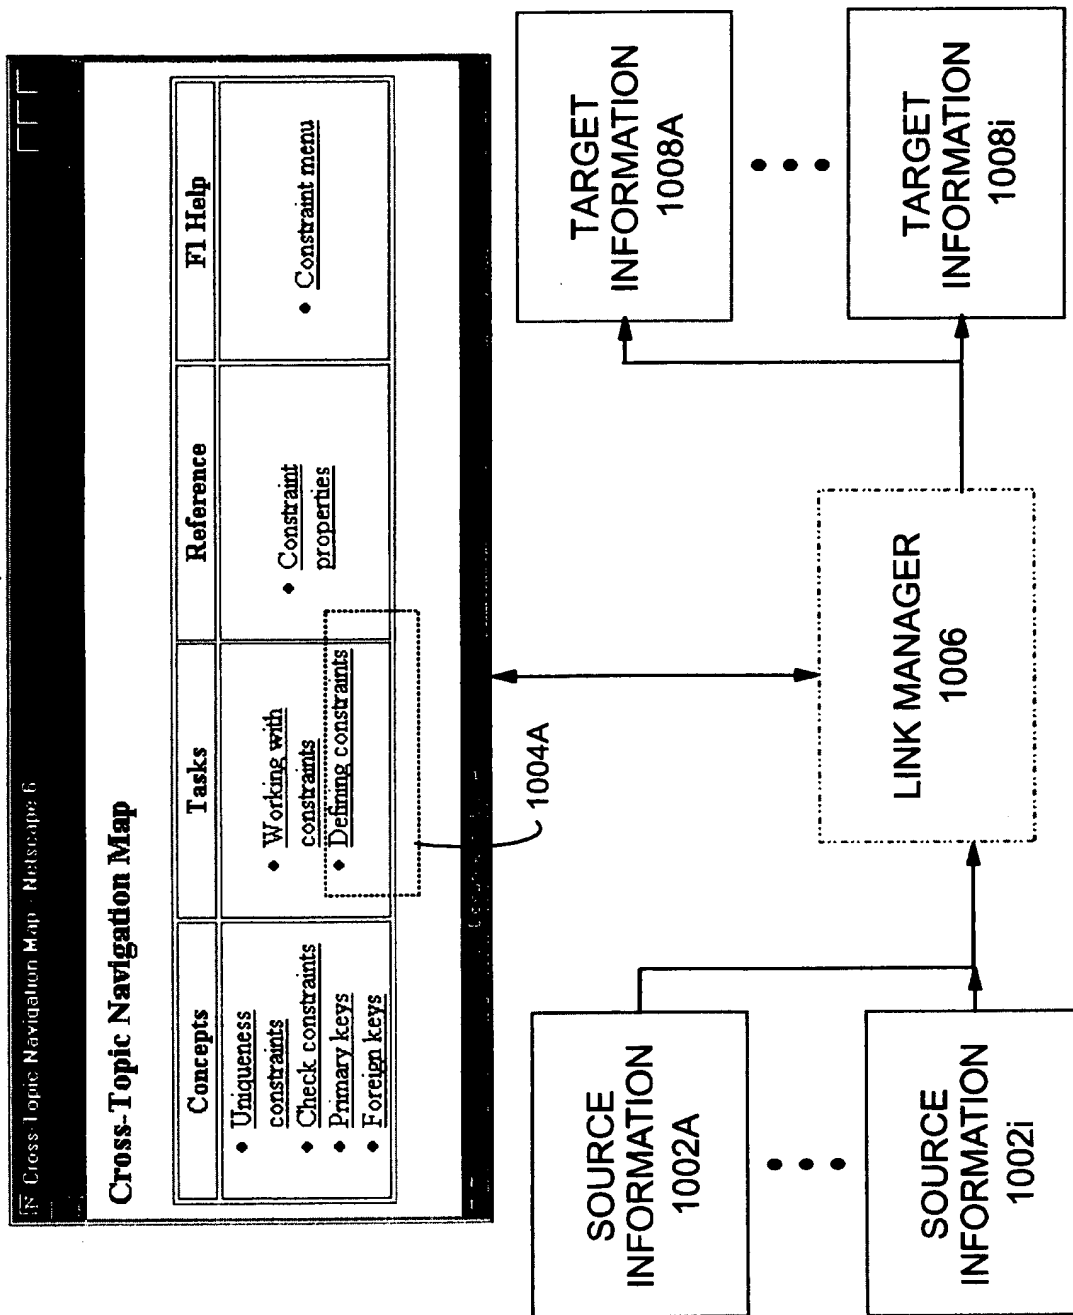 Cross-Topic Navigation Map - Netscape 6
Cross-Topic Navigation Map
Concepts
Tasks
Reference
F1 Help
Uniqueness
constraints
Check constraints
Primary keys
Foreign keys
Working with
constraints
Defining constraints
Constraint
properties
Constraint menu
1004A
SOURCE
INFORMATION
1002A
SOURCE
INFORMATION
1002i
LINK MANAGER
1006
TARGET
INFORMATION
1008A
TARGET
INFORMATION
1008i